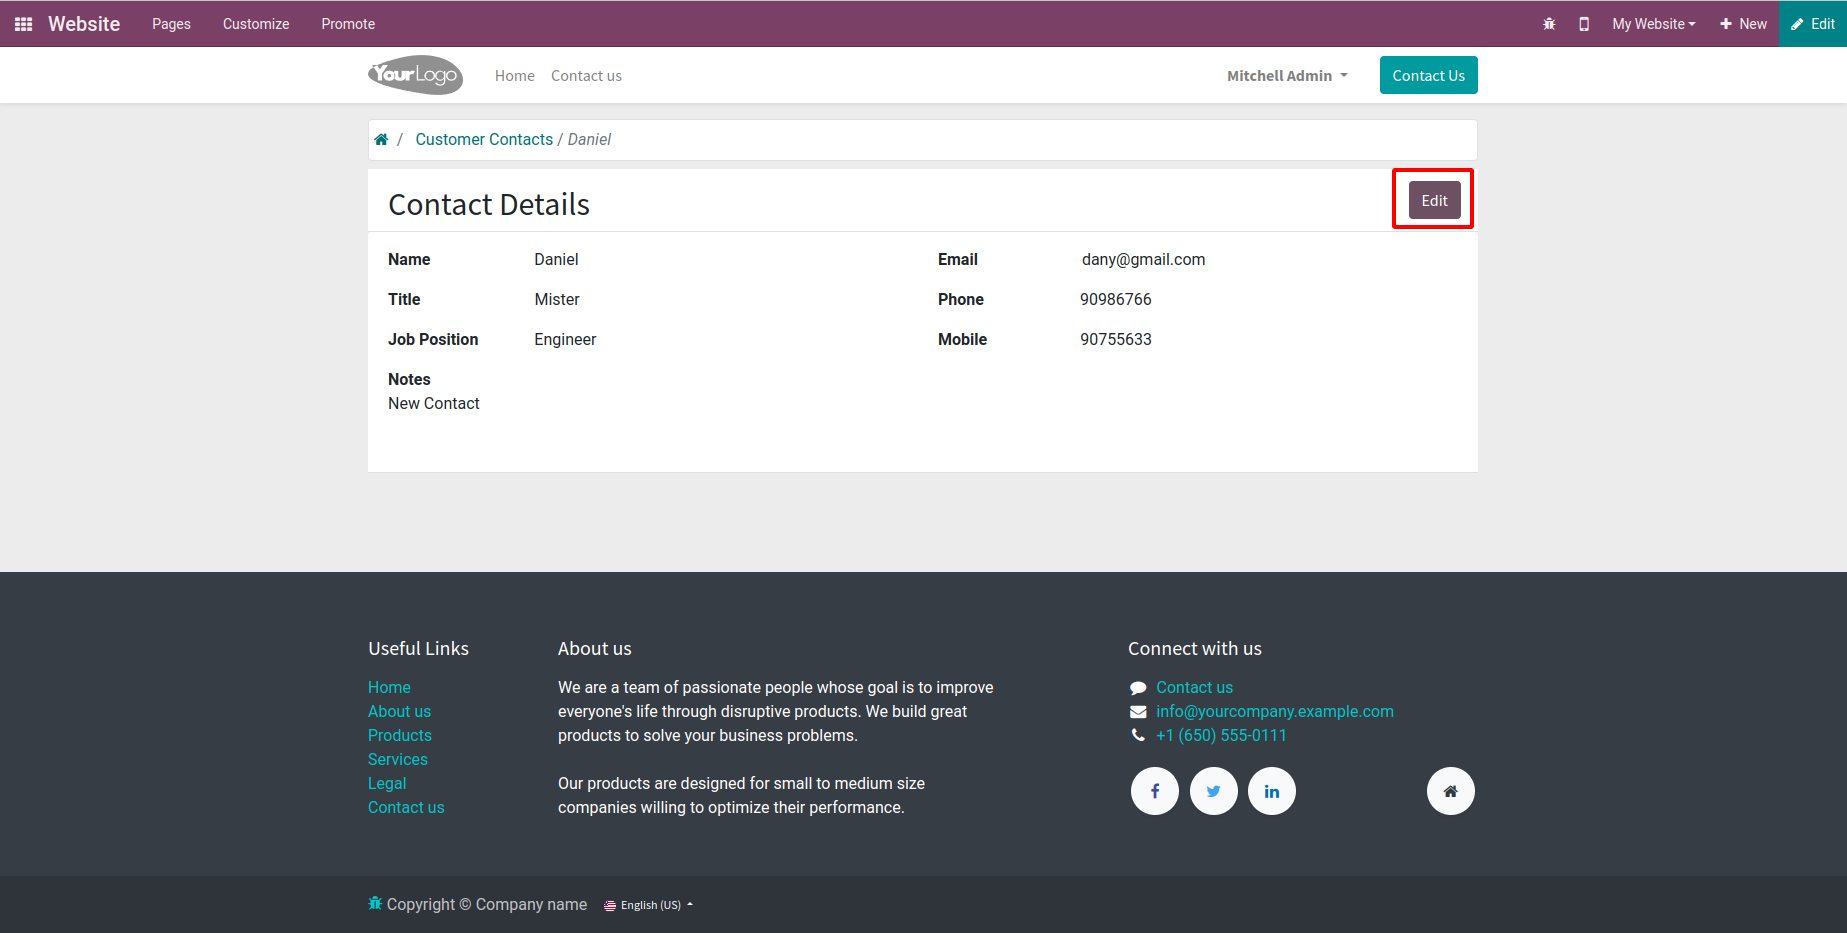 Website Pages Customize Promote My Website New Edit
YourLogo Home Contact us Mitchell Admin Contact Us
/ Customer Contacts / Daniel
Contact Details Edit
Name Daniel Email dany@gmail.com
Title Mister Phone 90986766
Job Position Engineer Mobile 90755633
Notes
New Contact
Useful Links About us Connect with us
Home We are a team of passionate people whose goal is to improve Contact us
About us everyone's life through disruptive products. We build great info@yourcompany.example.com
Products products to solve your business problems. +1 (650) 555-0111
Services
Legal Our products are designed for small to medium size
Contact us companies willing to optimize their performance.
Copyright © Company name English (US)